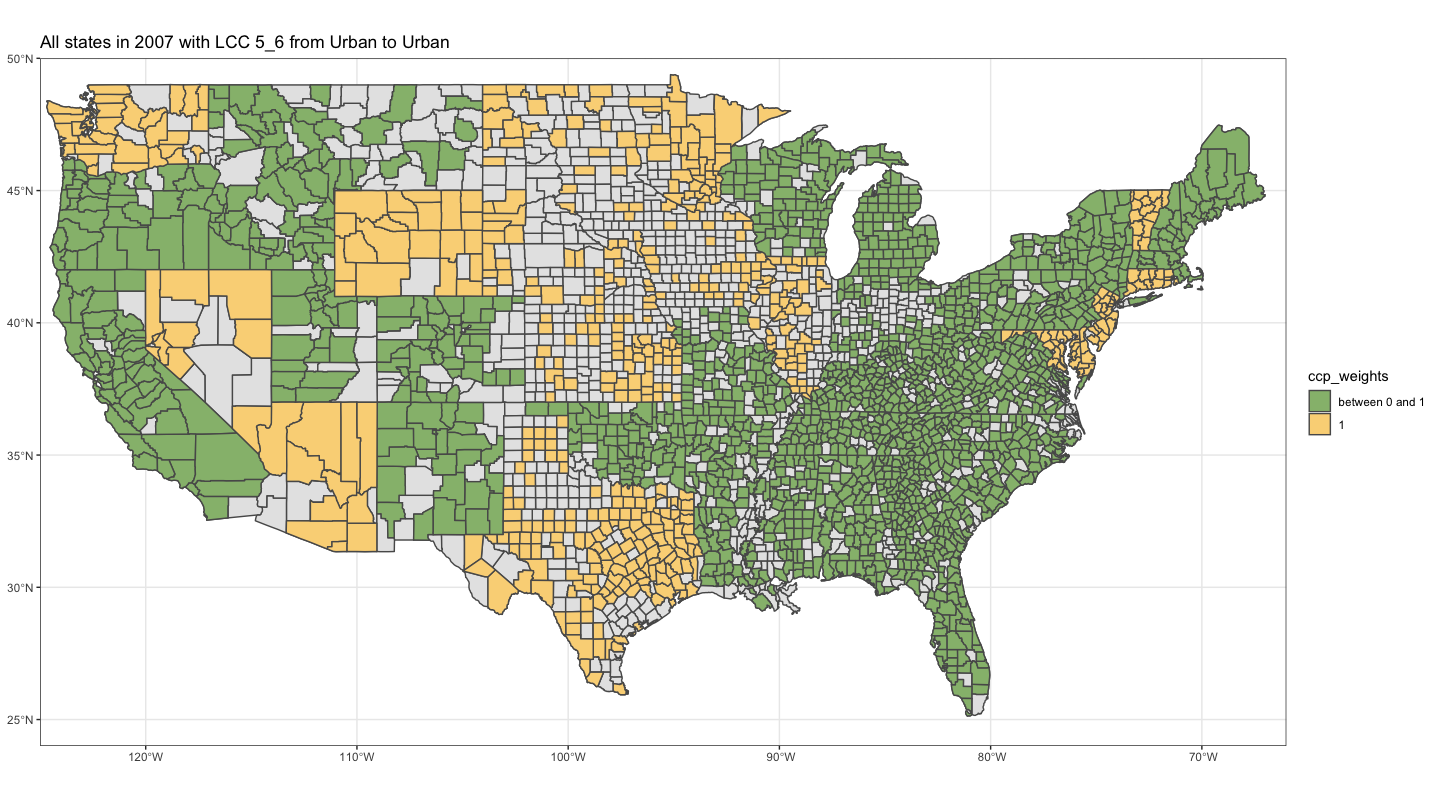 All states in 2007 with LCC 5_6 from Urban to Urban
50°N
45°N
40°N
35°N
30°N
25°N
120°W 110°W 100°W 90°W 80°W 70°W
ccp_weights
between 0 and 1
1